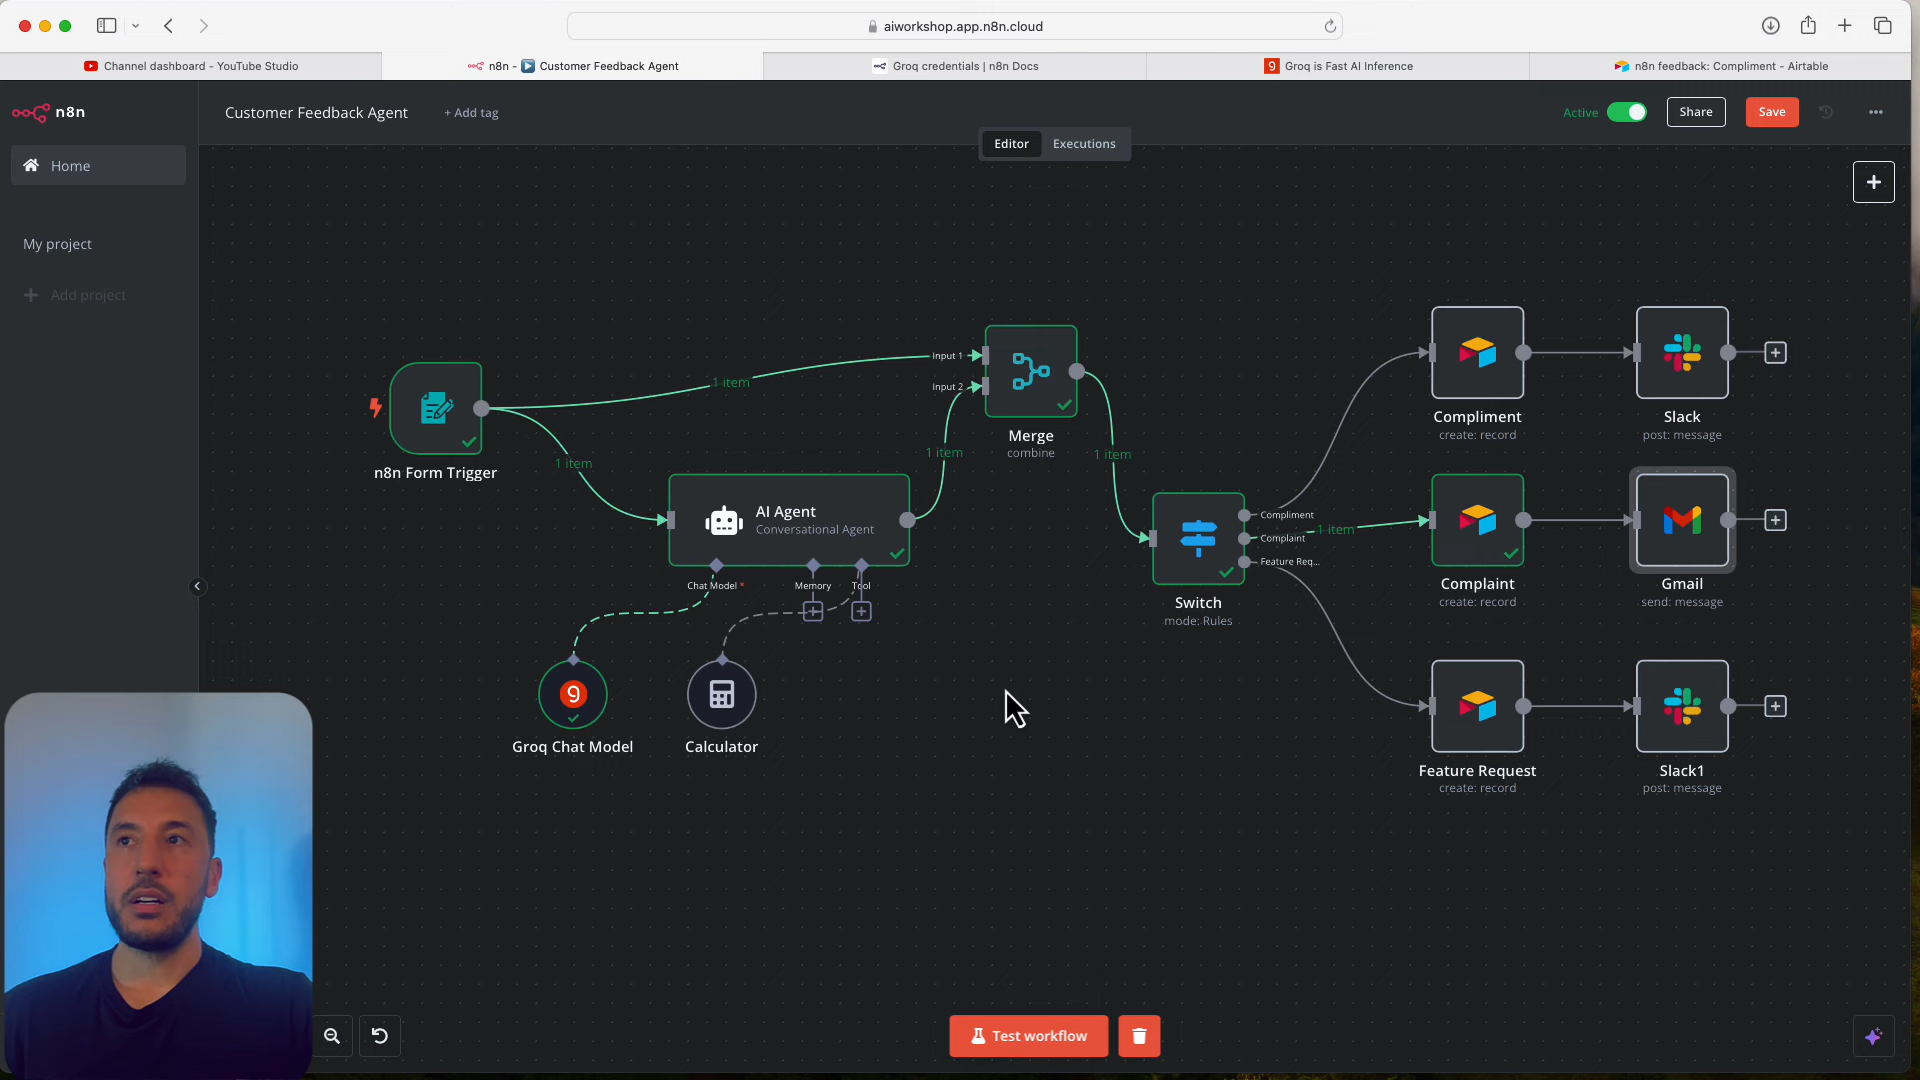 aiworkshop.app.n8n.cloud
Channel dashboard - YouTube Studio
n8n - ▶ Customer Feedback Agent
Groq credentials | n8n Docs
Groq is Fast AI Inference
n8n feedback: Compliment - Airtable
n8n
Customer Feedback Agent
+ Add tag
Active
Share
Save
Editor
Executions
Home
My project
Add project
n8n Form Trigger
1 item
1 item
Input 1
Input 2
Merge
combine
1 item
1 item
AI Agent
Conversational Agent
Chat Model *
Memory
Tool
Groq Chat Model
Calculator
Switch
mode: Rules
Compliment
Complaint
Feature Req...
1 item
Compliment
create: record
Slack
post: message
Complaint
create: record
Gmail
send: message
Feature Request
create: record
Slack1
post: message
Test workflow